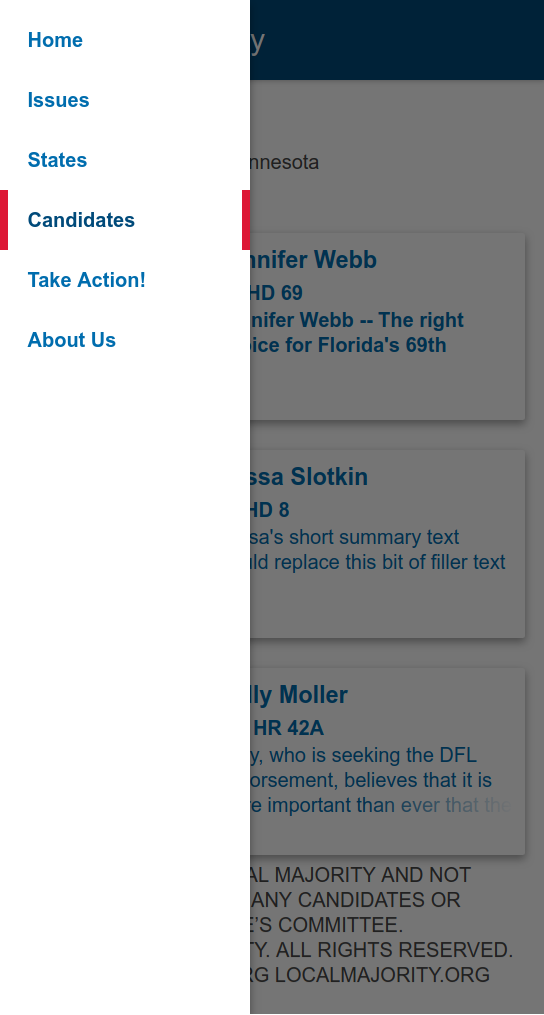 Home
Issues
States
Candidates
Take Action!
About Us
y
nnesota
nnifer Webb
HD 69
nifer Webb -- The right
ice for Florida's 69th
ssa Slotkin
HD 8
sa's short summary text
uld replace this bit of filler text
lly Moller
HR 42A
y, who is seeking the DFL
orsement, believes that it is
re important than ever that the
AL MAJORITY AND NOT
ANY CANDIDATES OR
E'S COMMITTEE.
TY. ALL RIGHTS RESERVED.
RG LOCALMAJORITY.ORG